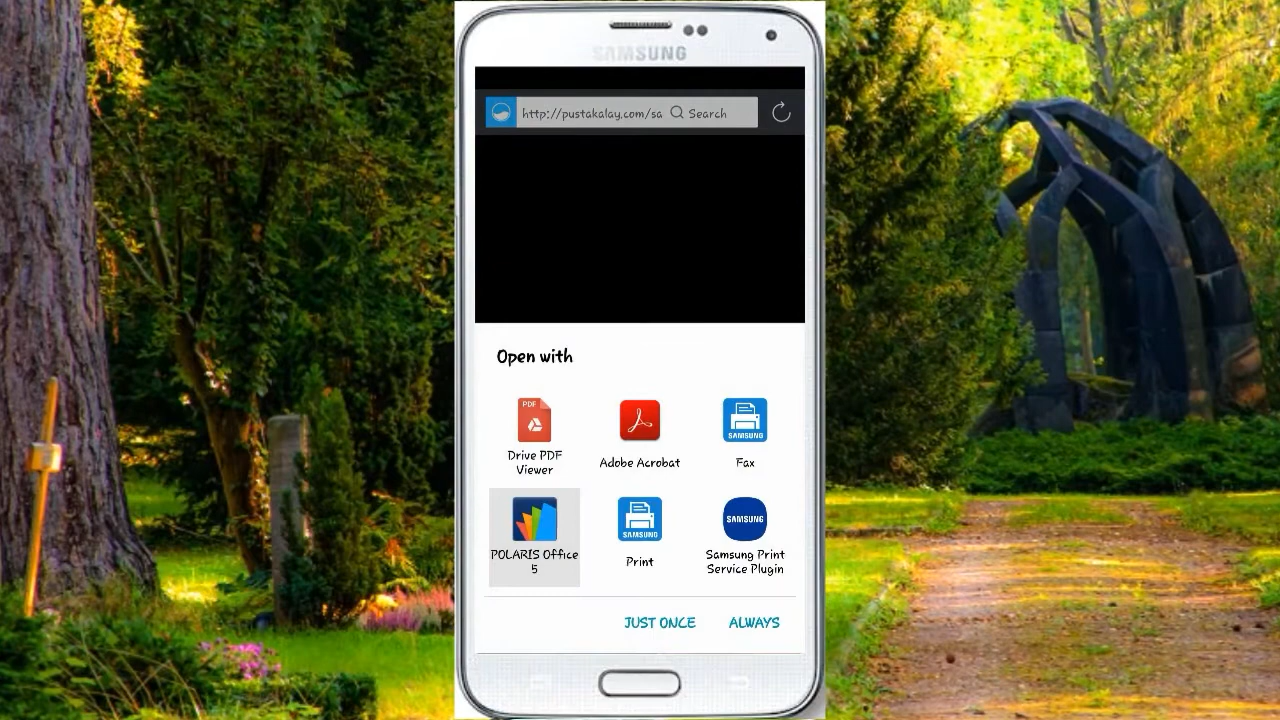 SAMSUNG
http://pustakalay.com/sa Search
Open with
PDF
SAMSUNG
Drive PDF
Viewer
Adobe Acrobat
Fax
SAMSUNG
SAMSUNG
POLARIS Office
5
Print
Samsung Print
Service Plugin
JUST ONCE
ALWAYS